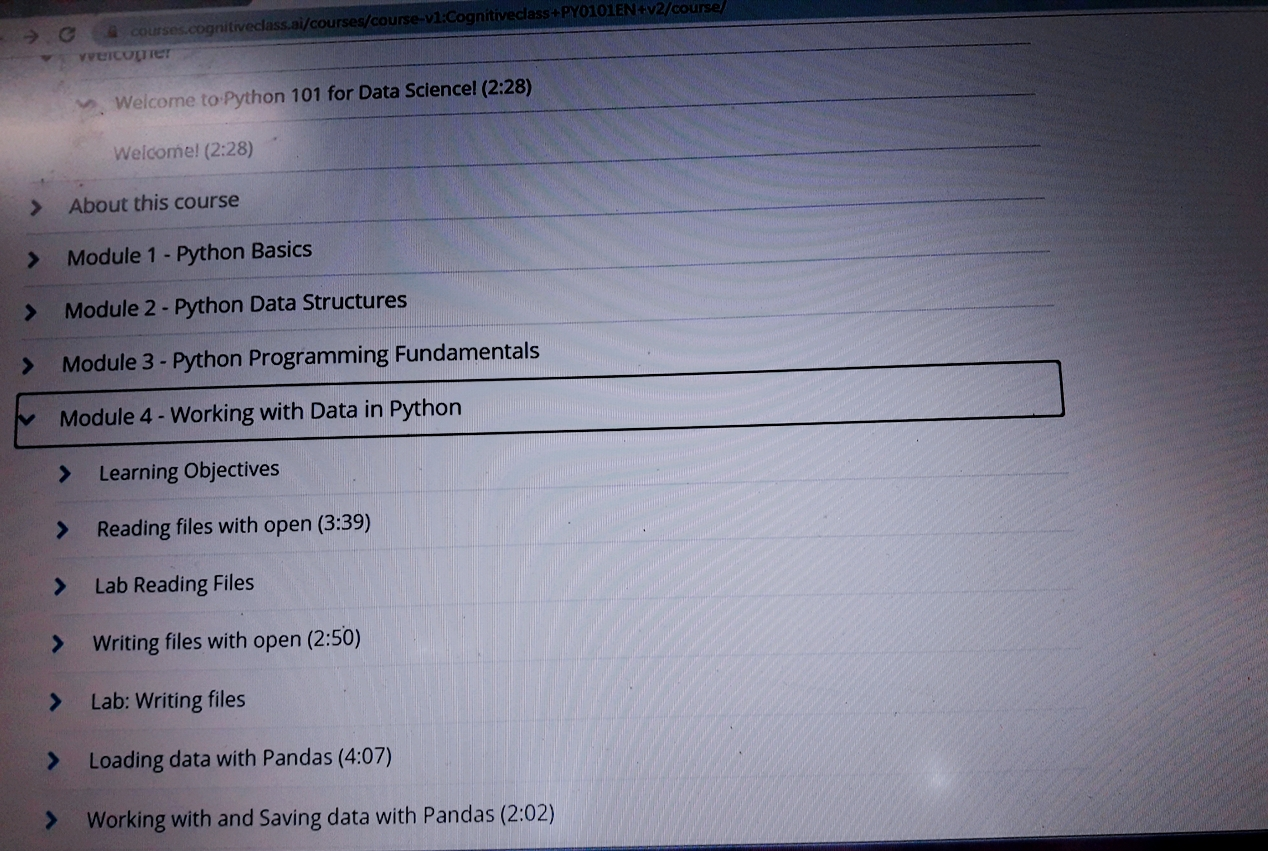 courses.cognitiveclass.ai/courses/course-v1:Cognitiveclass+PY0101EN+v2/course/
Welcome to Python 101 for Data Science! (2:28)
Welcome! (2:28)
About this course
Module 1 - Python Basics
Module 2 - Python Data Structures
Module 3 - Python Programming Fundamentals
Module 4 - Working with Data in Python
Learning Objectives
Reading files with open (3:39)
Lab Reading Files
Writing files with open (2:50)
Lab: Writing files
Loading data with Pandas (4:07)
Working with and Saving data with Pandas (2:02)